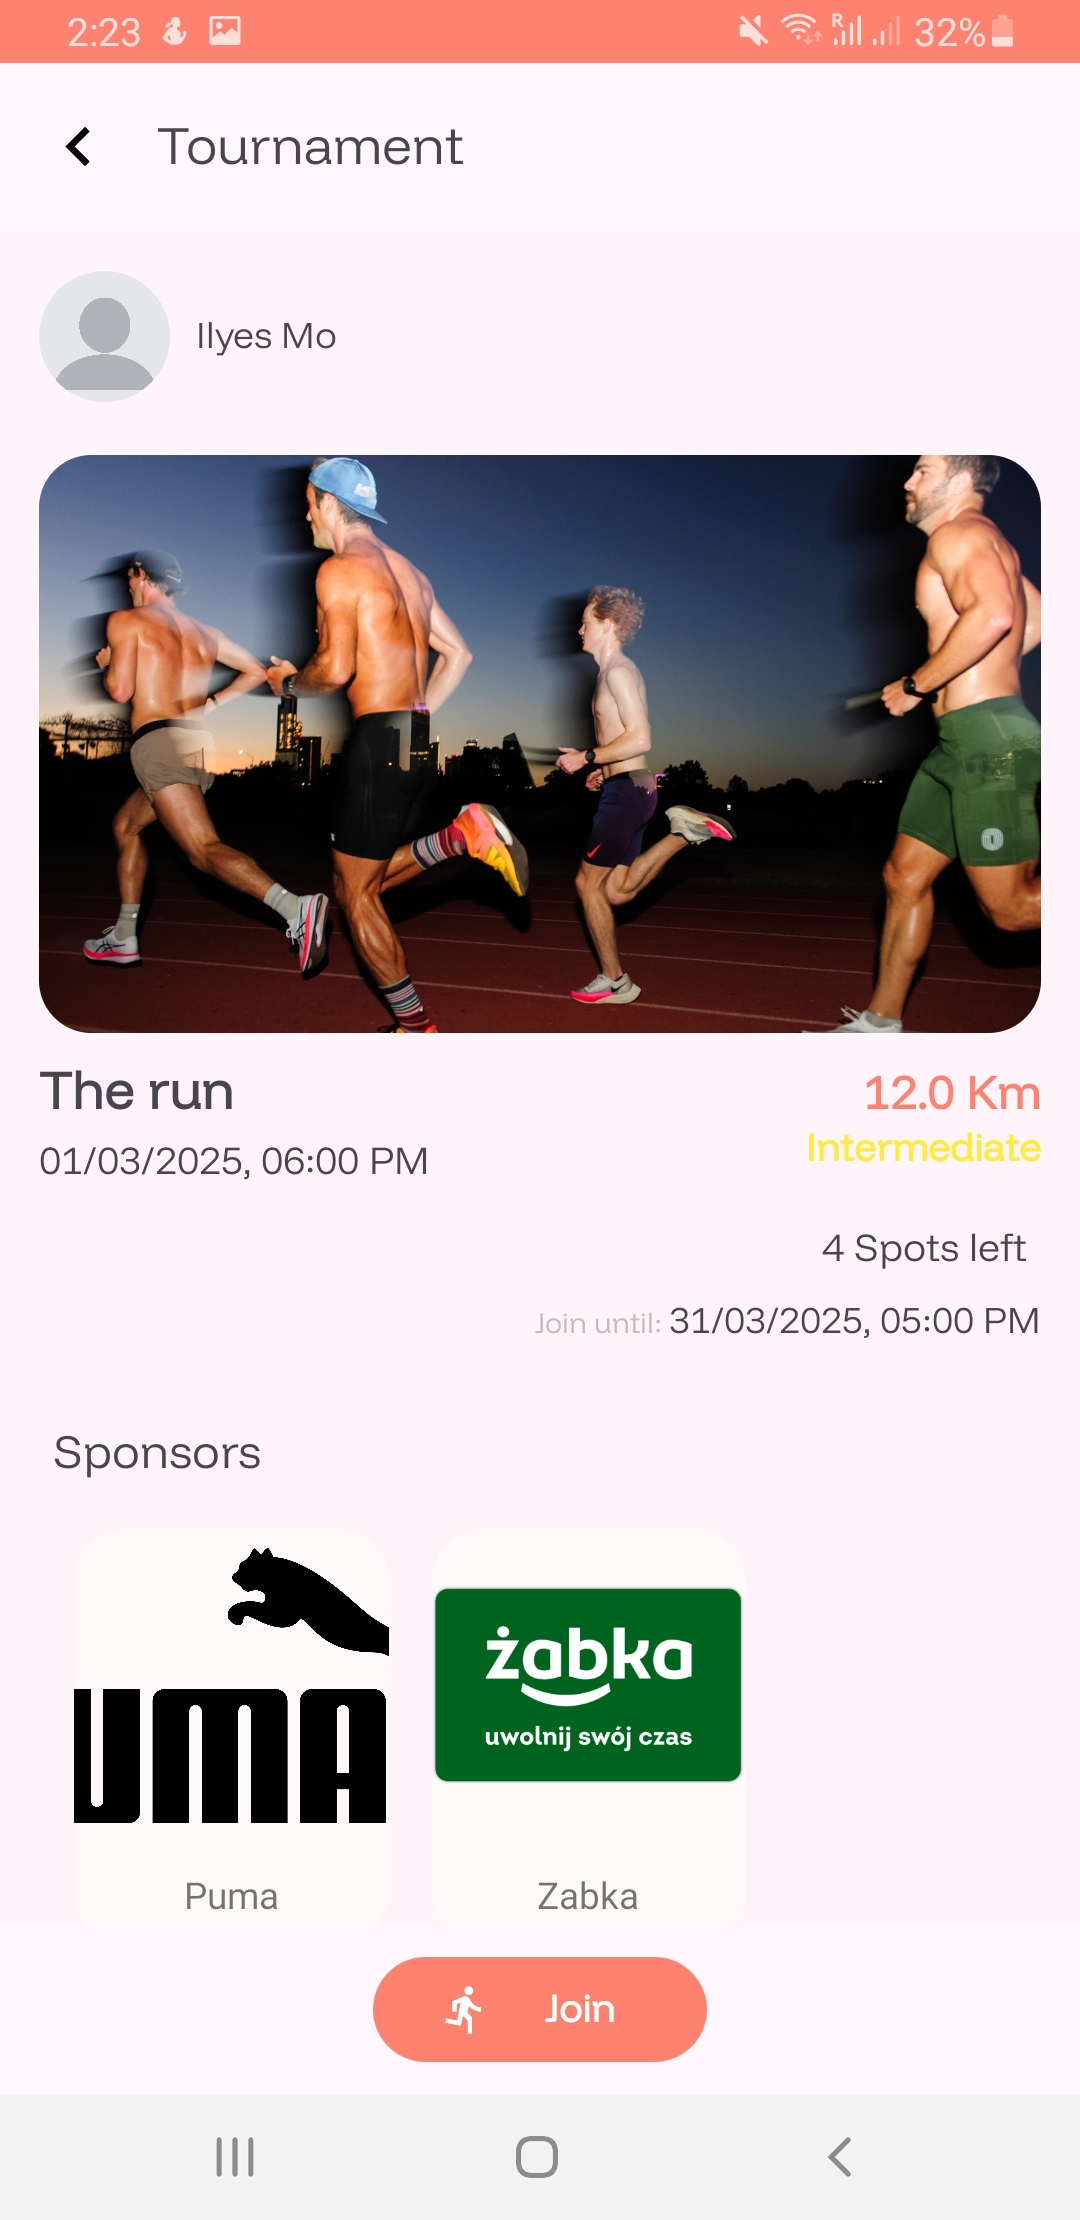 2:23 R 32%
Tournament
Ilyes Mo
The run
12.0 Km
01/03/2025, 06:00 PM
Intermediate
4 Spots left
Join until: 31/03/2025, 05:00 PM
Sponsors
UMA
żabka
uwolnij swój czas
Puma
Zabka
Join